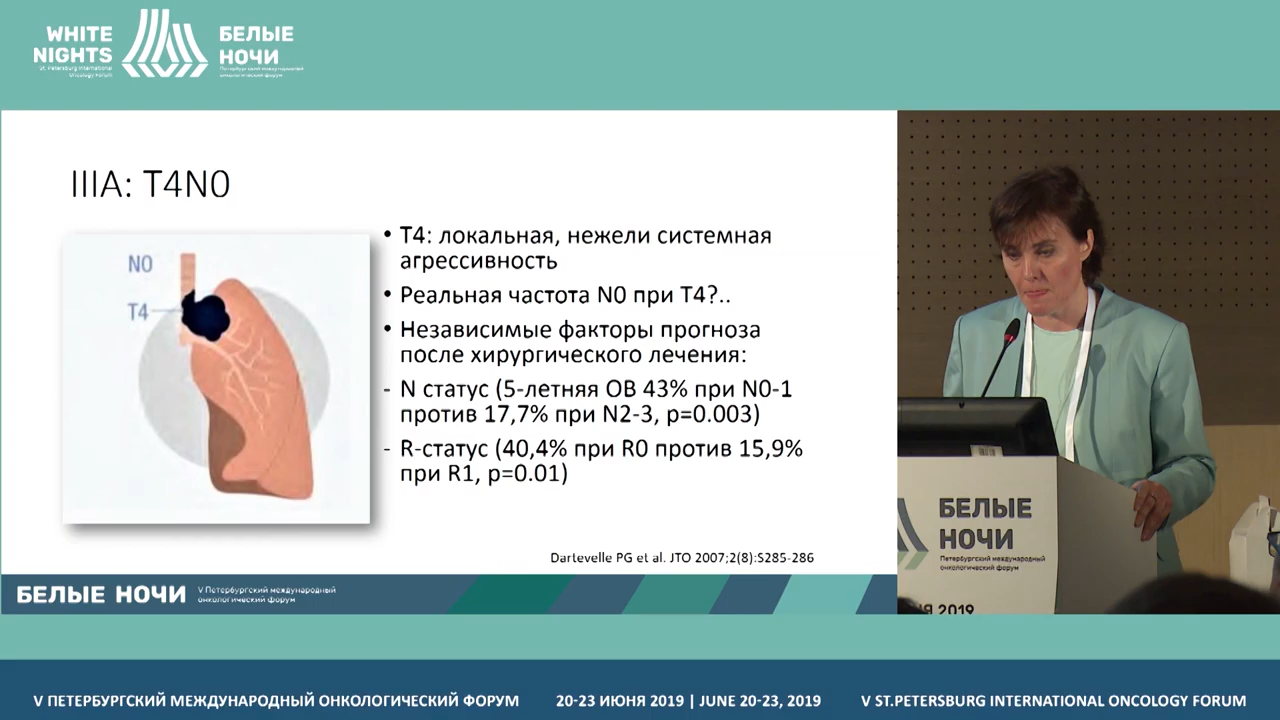 WHITE
NIGHTS
St. Petersburg International
Oncology Forum
БЕЛЫЕ
НОЧИ
Петербургский международный
онкологический форум
IIIA: T4N0
N0
T4
• T4: локальная, нежели системная
агрессивность
• Реальная частота N0 при T4?..
• Независимые факторы прогноза
после хирургического лечения:
- N статус (5-летняя ОВ 43% при N0-1
против 17,7% при N2-3, p=0.003)
- R-статус (40,4% при R0 против 15,9%
при R1, p=0.01)
Dartevelle PG et al. JTO 2007;2(8):S285-286
БЕЛЫЕ НОЧИ
V Петербургский международный
онкологический форум
БЕЛЫЕ
НОЧИ
Петербургский международный
онкологический форум
2019
V ПЕТЕРБУРГСКИЙ МЕЖДУНАРОДНЫЙ ОНКОЛОГИЧЕСКИЙ ФОРУМ
20-23 ИЮНЯ 2019 | JUNE 20-23, 2019
V ST.PETERSBURG INTERNATIONAL ONCOLOGY FORUM